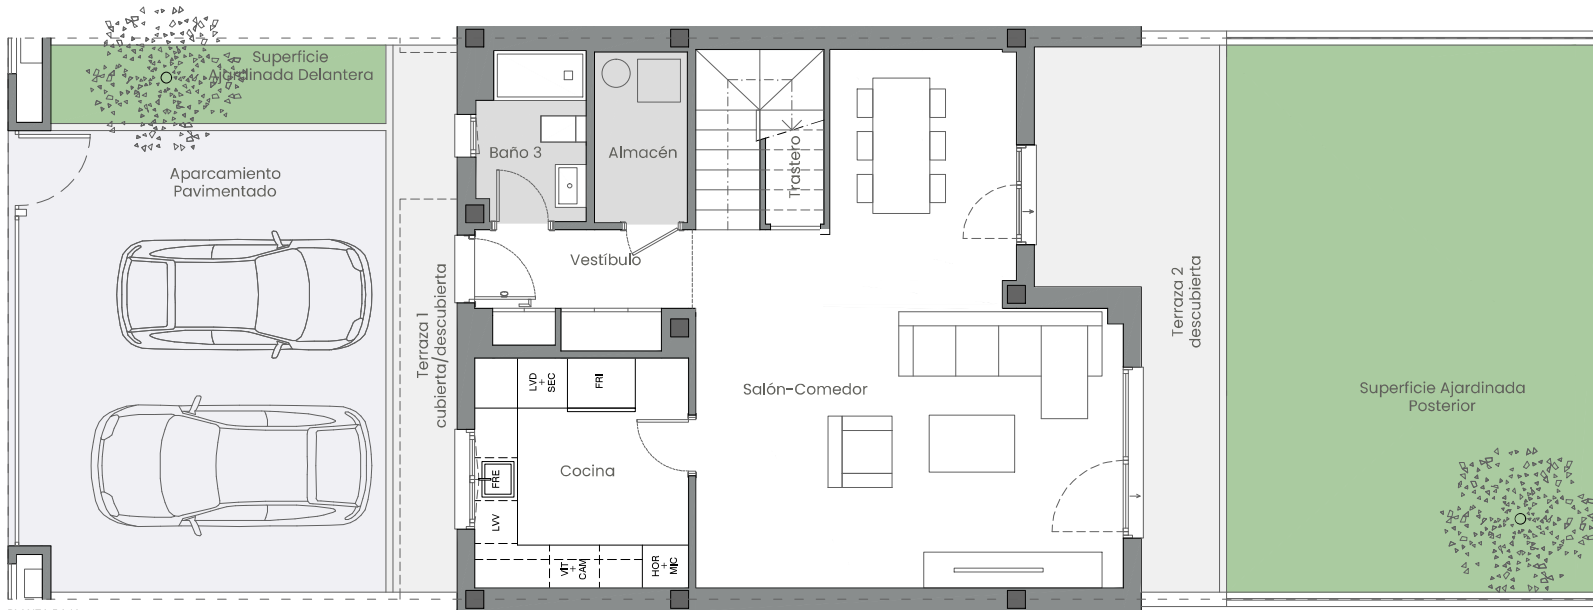 Superficie
Ajardinada Delantera
Aparcamiento
Pavimentado
Baño 3
Almacén
Trastero
Vestíbulo
Terraza 1
cubierta/descubierta
Terraza 2
descubierta
LVD
+
SEC
FRI
Salón-Comedor
Superficie Ajardinada
Posterior
Cocina
FRE
LVV
VIT
+
CAM
HOR
+
MIC